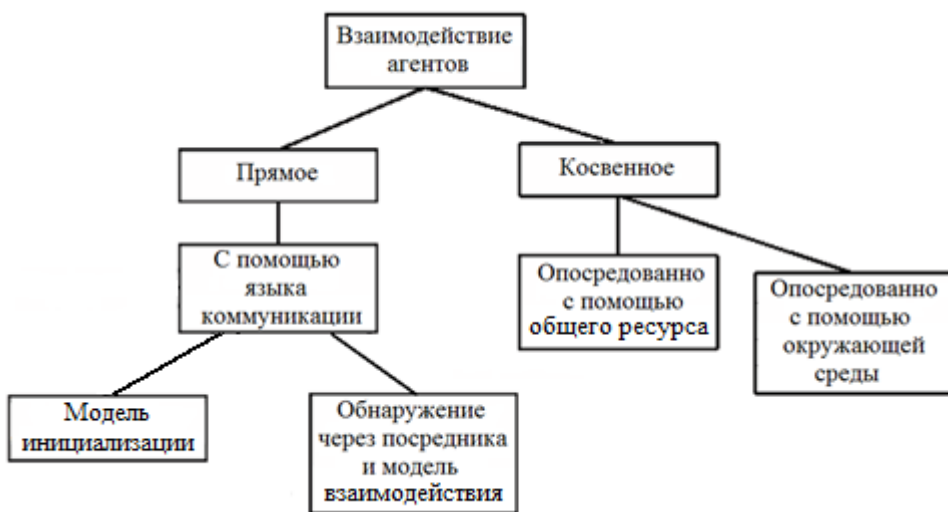 Взаимодействие
агентов
Прямое
Косвенное
С помощью
языка
коммуникации
Опосредованно
с помощью
общего ресурса
Опосредованно
с помощью
окружающей
среды
Модель
инициализации
Обнаружение
через посредника
и модель
взаимодействия